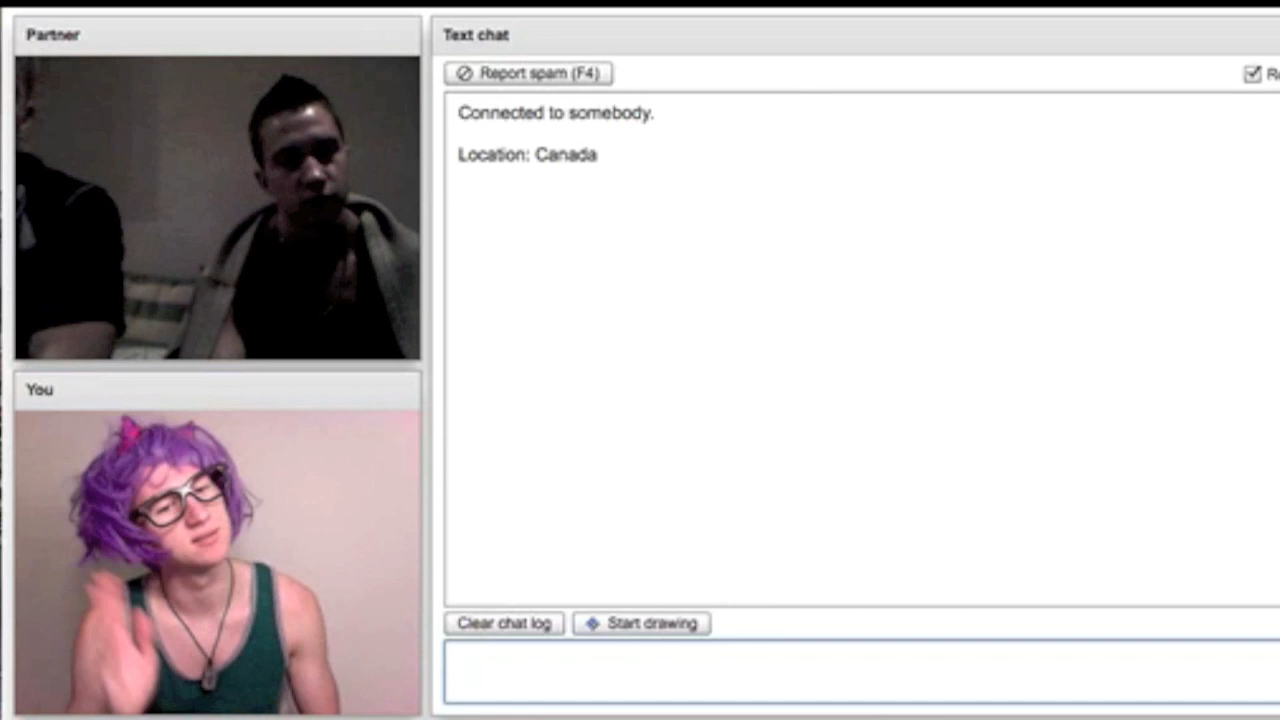 Partner
Text chat
Report spam (F4)
Connected to somebody.
Location: Canada
You
Clear chat log
Start drawing